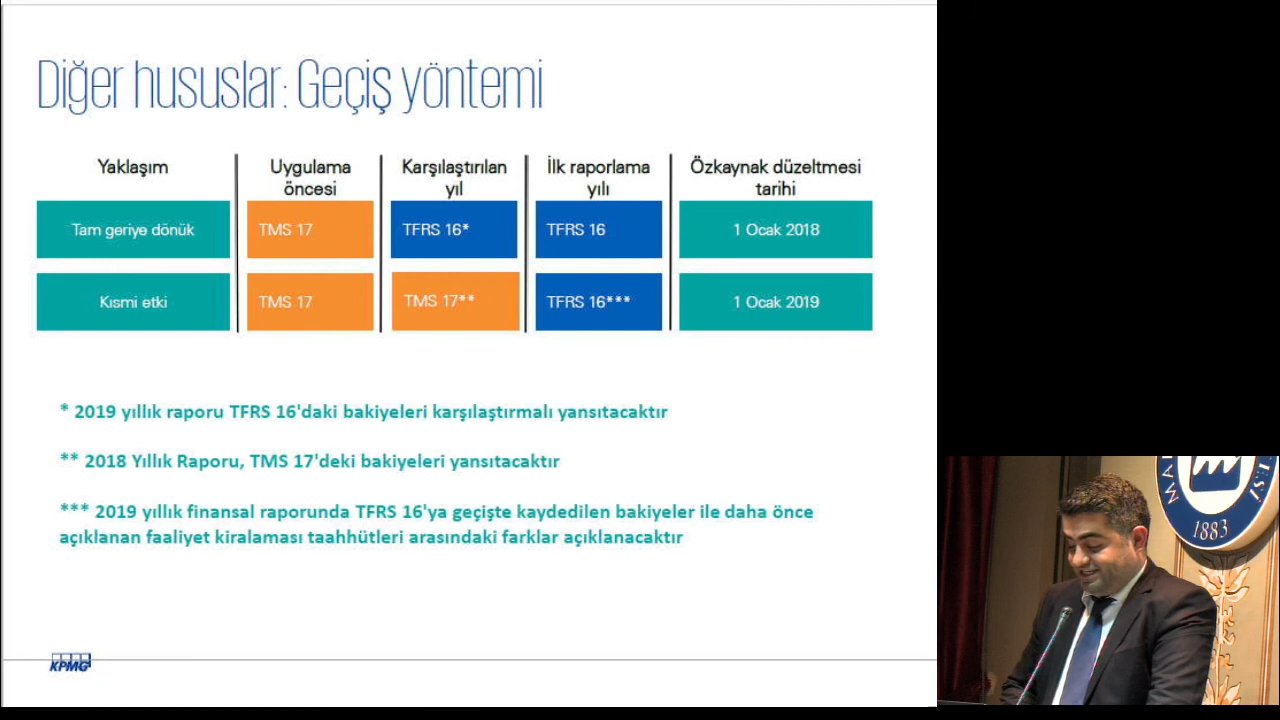 Diğer hususlar: Geçiş yöntemi
Yaklaşım
Uygulama
öncesi
Karşılaştırılan
yıl
İlk raporlama
yılı
Özkaynak düzeltmesi
tarihi
Tam geriye dönük
TMS 17
TFRS 16*
TFRS 16
1 Ocak 2018
Kısmi etki
TMS 17
TMS 17**
TFRS 16***
1 Ocak 2019
* 2019 yıllık raporu TFRS 16'daki bakiyeleri karşılaştırmalı yansıtacaktır
** 2018 Yıllık Raporu, TMS 17'deki bakiyeleri yansıtacaktır
*** 2019 yıllık finansal raporunda TFRS 16'ya geçişte kaydedilen bakiyeler ile daha önce
açıklanan faaliyet kiralaması taahhütleri arasındaki farklar açıklanacaktır
KPMG
1883